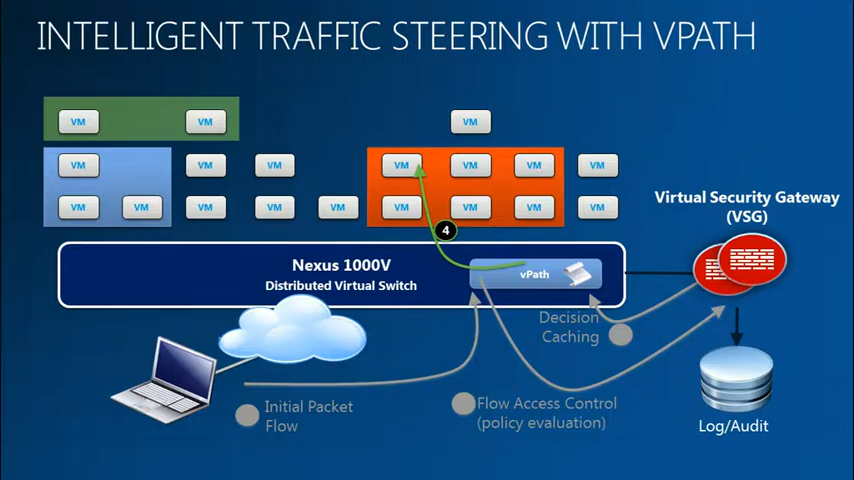 INTELLIGENT TRAFFIC STEERING WITH VPATH
VM VM VM
VM VM VM VM VM VM VM
VM VM VM VM VM VM VM VM VM
Virtual Security Gateway
(VSG)
4
Nexus 1000V
Distributed Virtual Switch
vPath
Decision
Caching
Initial Packet
Flow
Flow Access Control
(policy evaluation)
Log/Audit